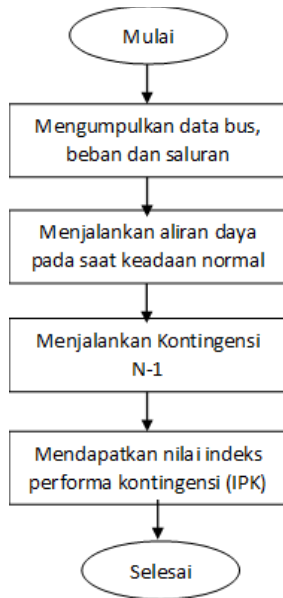 Mulai
Mengumpulkan data bus,
beban dan saluran
Menjalankan aliran daya
pada saat keadaan normal
Menjalankan Kontingensi
N-1
Mendapatkan nilai indeks
performa kontingensi (IPK)
Selesai